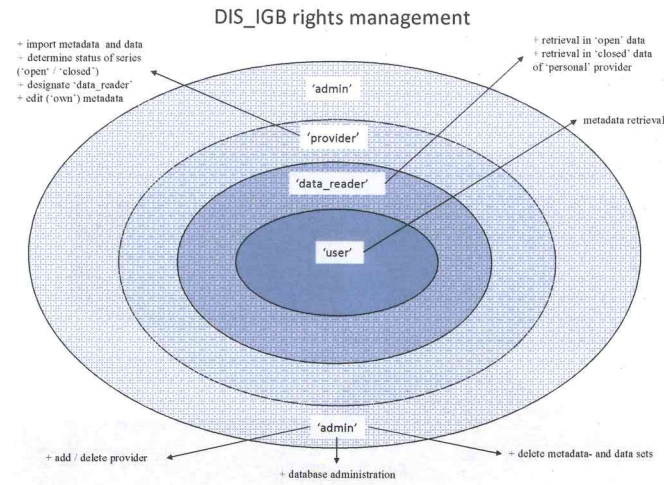 DIS_IGB rights management
+ import metadata and data
+ determine status of series
('open' / 'closed')
+ designate 'data_reader'
+ edit ('own') metadata
+ retrieval in 'open' data
+ retrieval in 'closed' data
of 'personal' provider
'admin'
metadata retrieval
'provider'
'data_reader'
'user'
'admin'
+ add / delete provider
+ delete metadata- and data sets
+ database administration